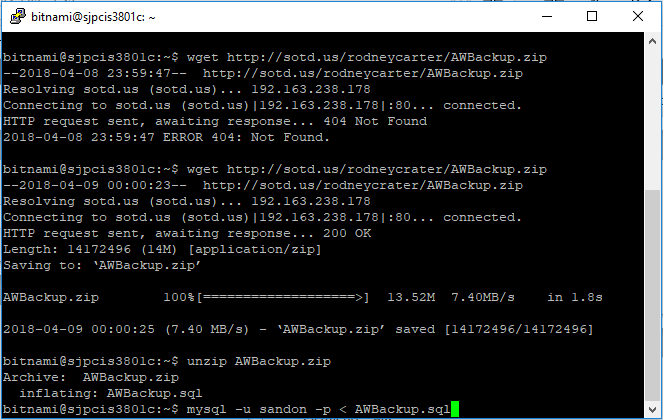 bitnami@sjpcis3801c: ~
bitnami@sjpcis3801c:~$ wget http://sotd.us/rodneycarter/AWBackup.zip
--2018-04-08 23:59:47--  http://sotd.us/rodneycarter/AWBackup.zip
Resolving sotd.us (sotd.us)... 192.163.238.178
Connecting to sotd.us (sotd.us)|192.163.238.178|:80... connected.
HTTP request sent, awaiting response... 404 Not Found
2018-04-08 23:59:47 ERROR 404: Not Found.
bitnami@sjpcis3801c:~$ wget http://sotd.us/rodneycrater/AWBackup.zip
--2018-04-09 00:00:23--  http://sotd.us/rodneycrater/AWBackup.zip
Resolving sotd.us (sotd.us)... 192.163.238.178
Connecting to sotd.us (sotd.us)|192.163.238.178|:80... connected.
HTTP request sent, awaiting response... 200 OK
Length: 14172496 (14M) [application/zip]
Saving to: ‘AWBackup.zip’
AWBackup.zip        100%[===================>]  13.52M  7.40MB/s    in 1.8s
2018-04-09 00:00:25 (7.40 MB/s) - ‘AWBackup.zip’ saved [14172496/14172496]
bitnami@sjpcis3801c:~$ unzip AWBackup.zip
Archive:  AWBackup.zip
  inflating: AWBackup.sql
bitnami@sjpcis3801c:~$ mysql -u sandon -p < AWBackup.sql